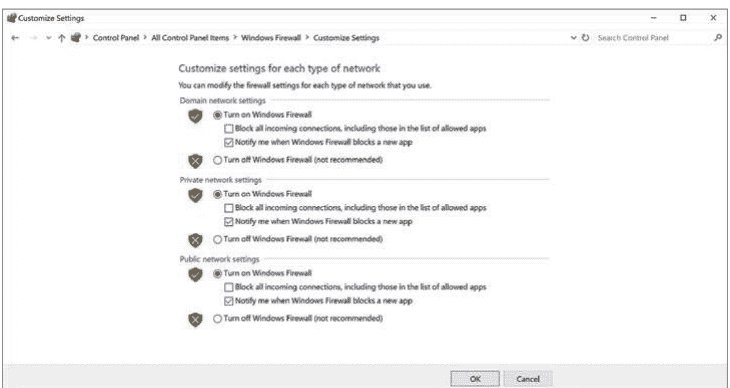 Customize Settings
Control Panel > All Control Panel Items > Windows Firewall > Customize Settings
Search Control Panel
Customize settings for each type of network
You can modify the firewall settings for each type of network that you use.
Domain network settings
Turn on Windows Firewall
Block all incoming connections, including those in the list of allowed apps
Notify me when Windows Firewall blocks a new app
Turn off Windows Firewall (not recommended)
Private network settings
Turn on Windows Firewall
Block all incoming connections, including those in the list of allowed apps
Notify me when Windows Firewall blocks a new app
Turn off Windows Firewall (not recommended)
Public network settings
Turn on Windows Firewall
Block all incoming connections, including those in the list of allowed apps
Notify me when Windows Firewall blocks a new app
Turn off Windows Firewall (not recommended)
OK
Cancel